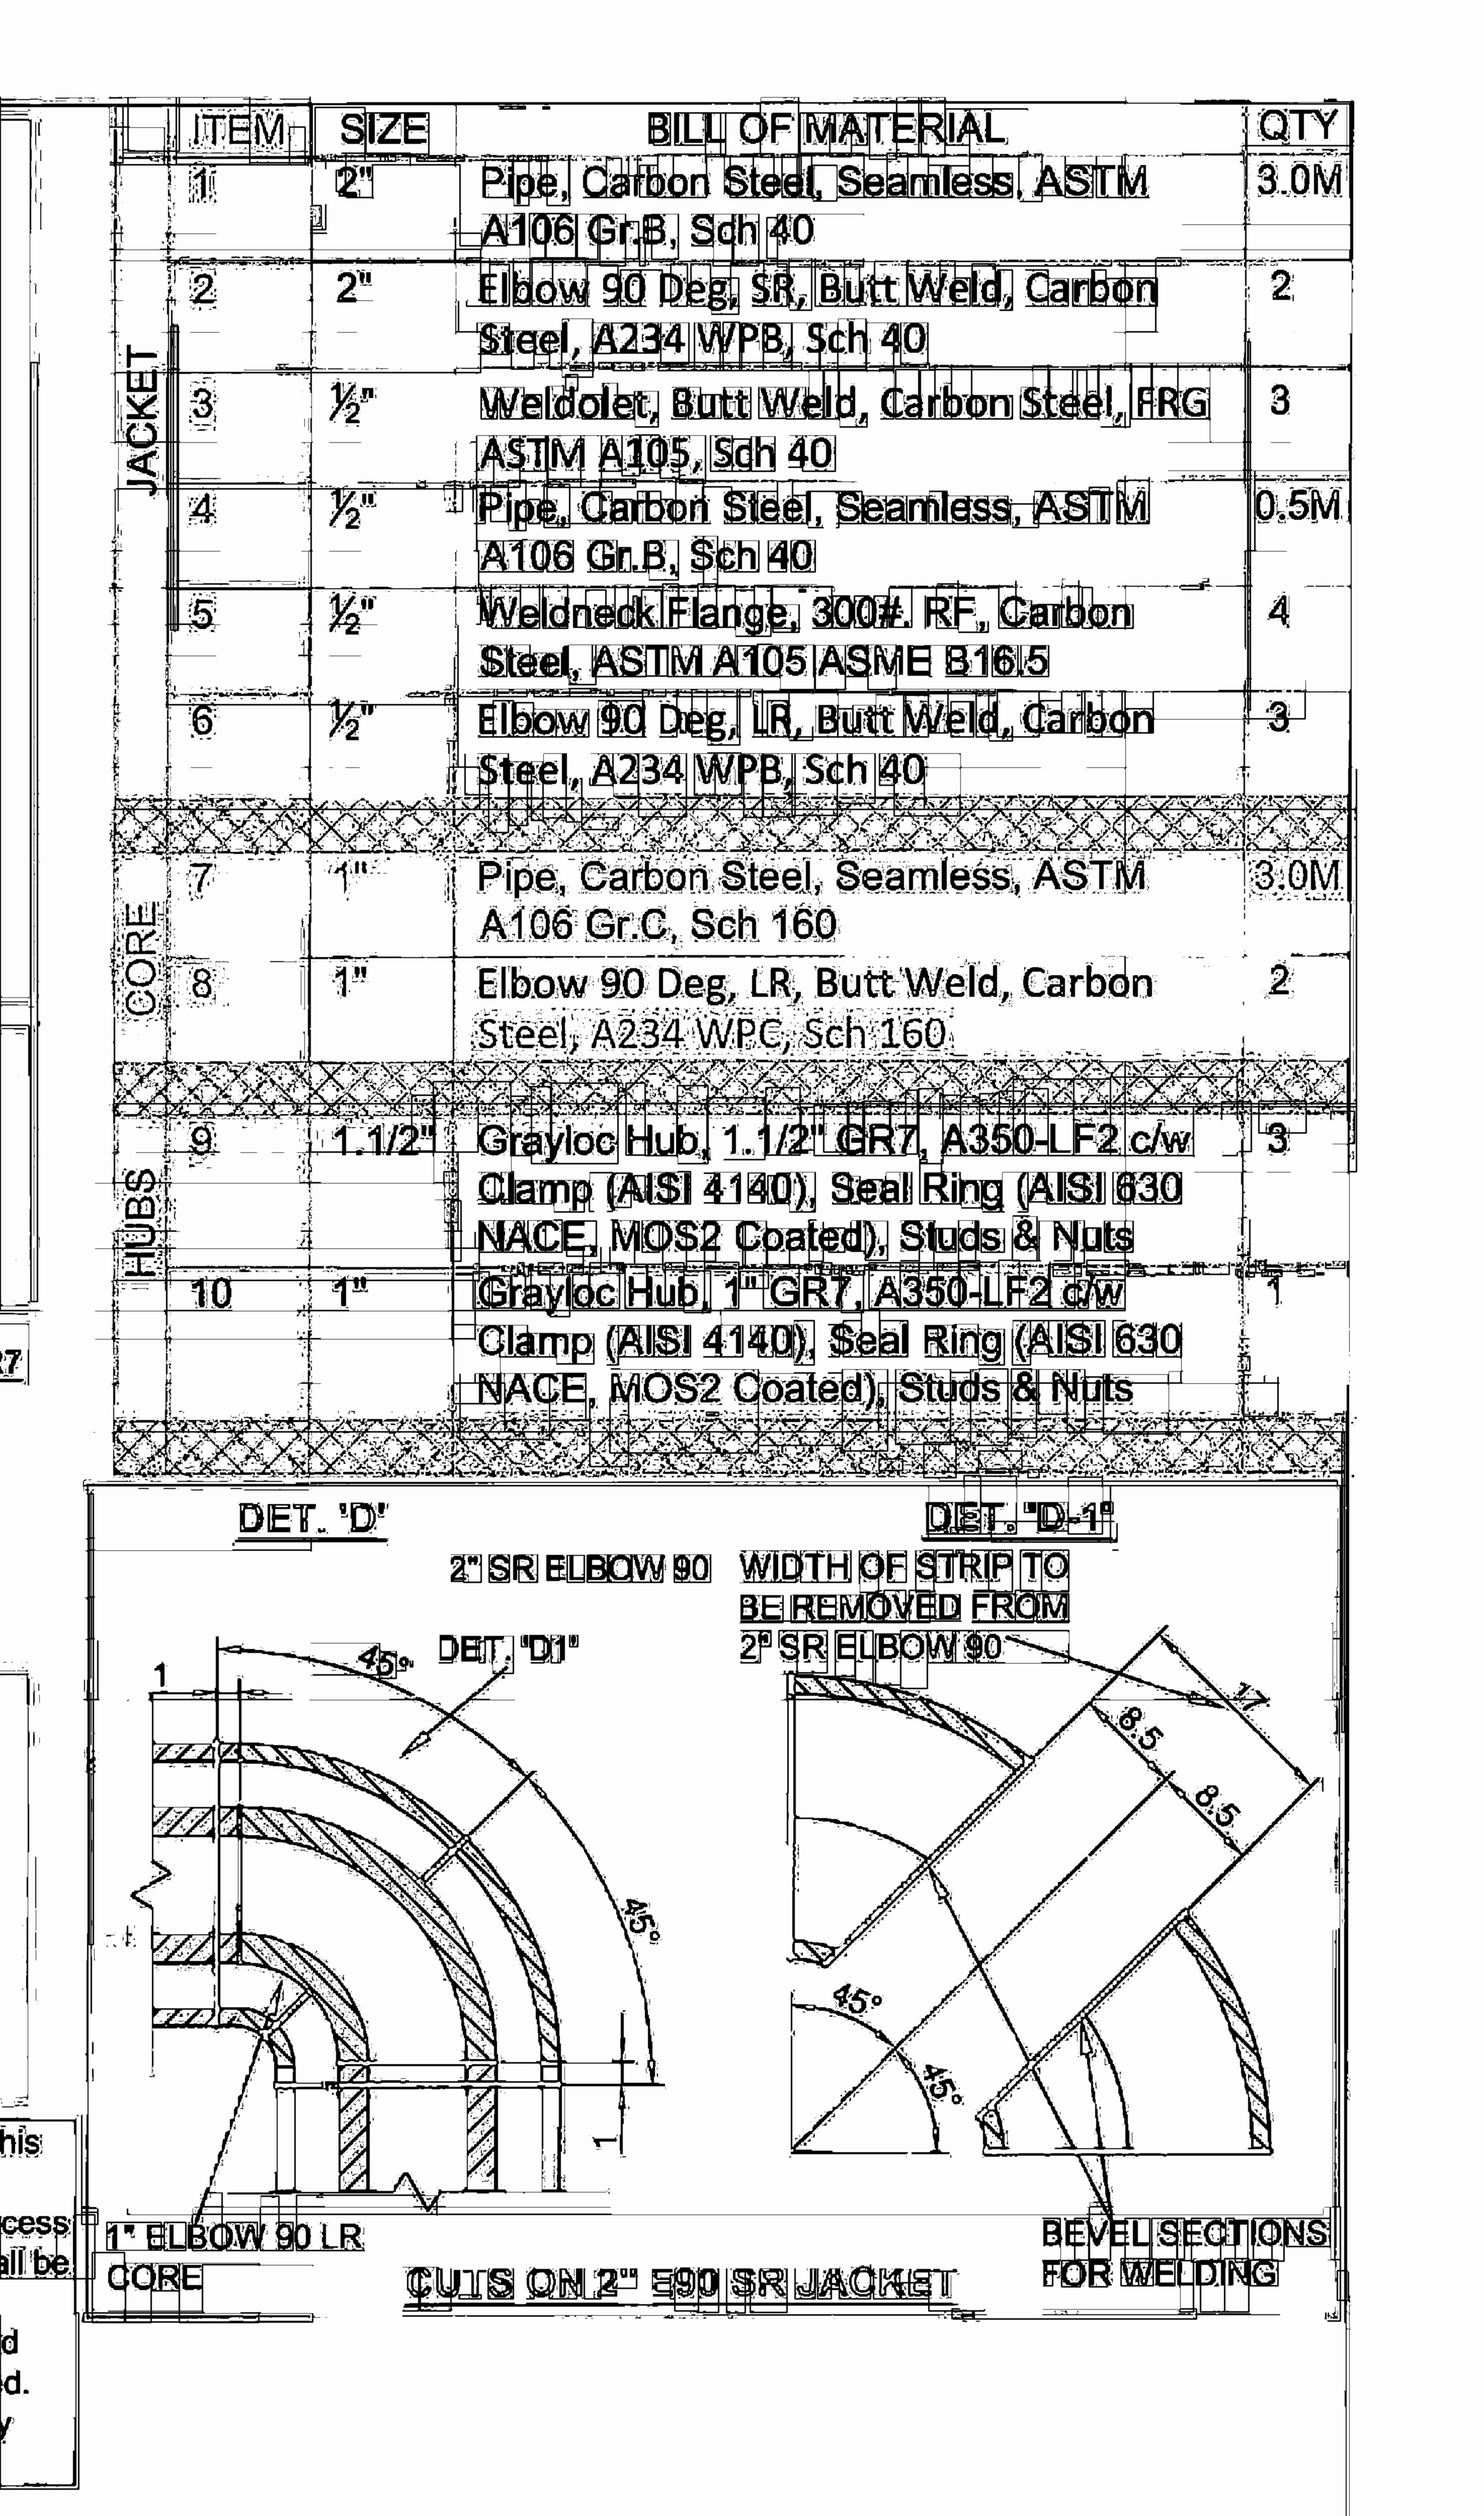 ITEM SIZE BILL OF MATERIAL QTY
JACKET
1 2" Pipe, Carbon Steel, Seamless, ASTM 3.0M
A106 Gr.B, Sch 40
2 2" Elbow 90 Deg, SR, Butt Weld, Carbon 2
Steel, A234 WPB, Sch 40
3 ½" Weldolet, Butt Weld, Carbon Steel, FRG 3
ASTM A105, Sch 40
4 ½" Pipe, Carbon Steel, Seamless, ASTM 0.5M
A106 Gr.B, Sch 40
5 ½" Weldneck Flange, 300#. RF, Carbon 4
Steel, ASTM A105 ASME B16.5
6 ½" Elbow 90 Deg, LR, Butt Weld, Carbon 3
Steel, A234 WPB, Sch 40
CORE
7 1" Pipe, Carbon Steel, Seamless, ASTM 3.0M
A106 Gr.C, Sch 160
8 1" Elbow 90 Deg, LR, Butt Weld, Carbon 2
Steel, A234 WPC, Sch 160
HUBS
9 1.1/2" Grayloc Hub, 1.1/2" GR7, A350-LF2 c/w 3
Clamp (AISI 4140), Seal Ring (AISI 630
NACE, MOS2 Coated), Studs & Nuts
10 1" Grayloc Hub, 1" GR7, A350-LF2 c/w 1
Clamp (AISI 4140), Seal Ring (AISI 630
NACE, MOS2 Coated), Studs & Nuts
27
DET. 'D' DET. "D-1"
2" SR ELBOW 90 WIDTH OF STRIP TO
BE REMOVED FROM
2" SR ELBOW 90
DET. "D1"
45°
1
17
8.5
8.5
45°
45°
45°
1
his
cess
all be
1" ELBOW 90 LR
CORE
BEVEL SECTIONS
FOR WELDING
CUTS ON 2" E90 SR JACKET
d
ed.
y